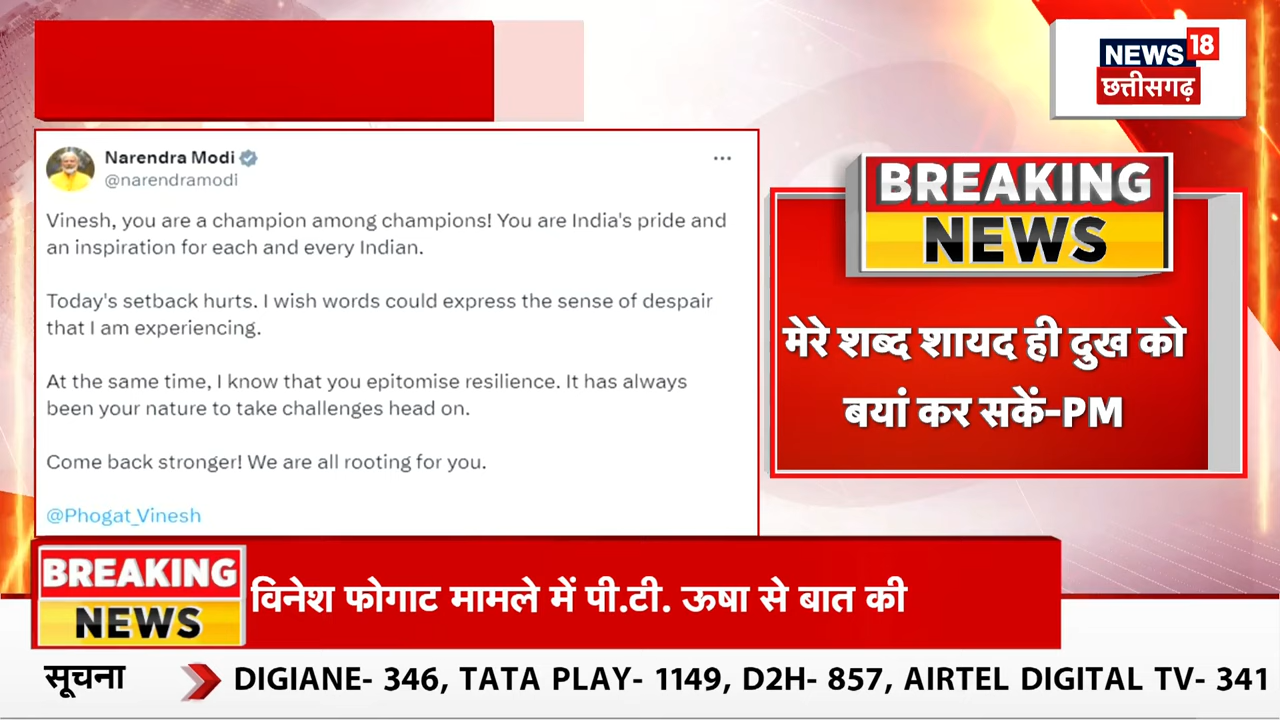 NEWS 18
छत्तीसगढ़
Narendra Modi
@narendramodi
Vinesh, you are a champion among champions! You are India's pride and
an inspiration for each and every Indian.
Today's setback hurts. I wish words could express the sense of despair
that I am experiencing.
At the same time, I know that you epitomise resilience. It has always
been your nature to take challenges head on.
Come back stronger! We are all rooting for you.
@Phogat_Vinesh
BREAKING
NEWS
मेरे शब्द शायद ही दुख को
बयां कर सकें-PM
BREAKING
NEWS
विनेश फोगाट मामले में पी.टी. ऊषा से बात की
सूचना
DIGIANE- 346, TATA PLAY- 1149, D2H- 857, AIRTEL DIGITAL TV- 341